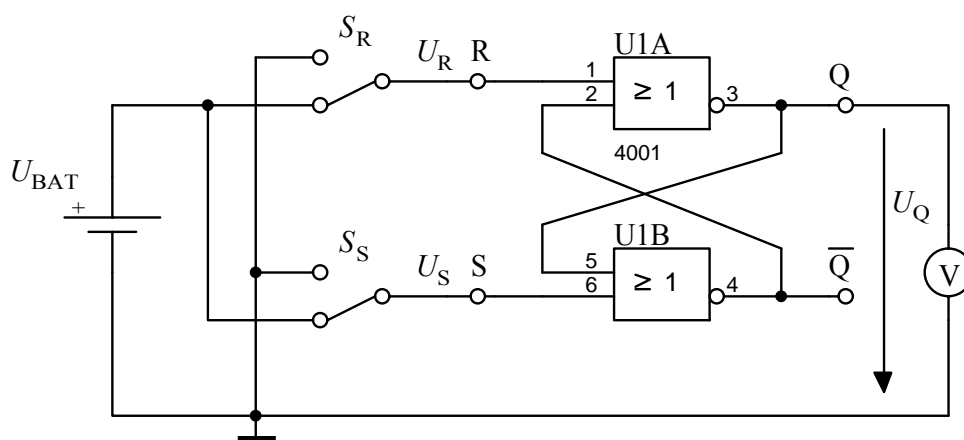 S_R
U_R R
U1A
1
2
≥ 1
3
Q
4001
U_BAT
+
S_S
U_S S
U1B
5
6
≥ 1
4
Q̅
U_Q
V